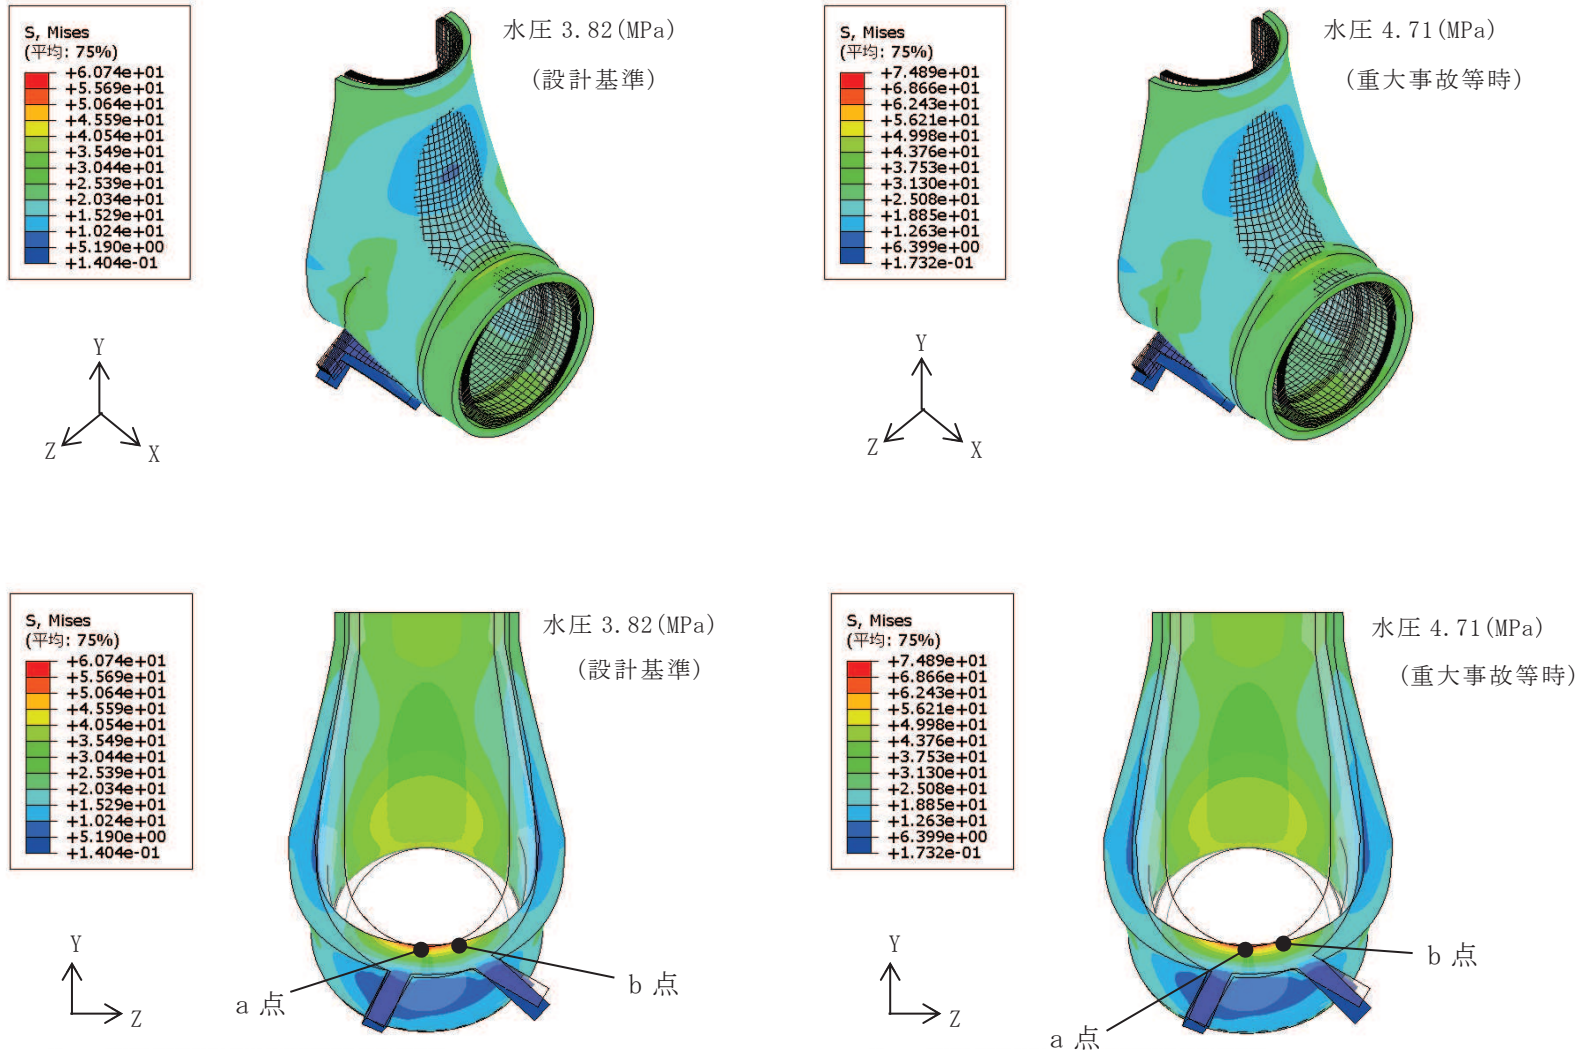 S, Mises
(平均: 75%)
+6.074e+01
+5.569e+01
+5.064e+01
+4.559e+01
+4.054e+01
+3.549e+01
+3.044e+01
+2.539e+01
+2.034e+01
+1.529e+01
+1.024e+01
+5.190e+00
+1.404e-01
水圧 3.82(MPa)
(設計基準)
Y
Z
X
S, Mises
(平均: 75%)
+7.489e+01
+6.866e+01
+6.243e+01
+5.621e+01
+4.998e+01
+4.376e+01
+3.753e+01
+3.130e+01
+2.508e+01
+1.885e+01
+1.263e+01
+6.399e+00
+1.732e-01
水圧 4.71(MPa)
(重大事故等時)
Y
Z
X
S, Mises
(平均: 75%)
+6.074e+01
+5.569e+01
+5.064e+01
+4.559e+01
+4.054e+01
+3.549e+01
+3.044e+01
+2.539e+01
+2.034e+01
+1.529e+01
+1.024e+01
+5.190e+00
+1.404e-01
水圧 3.82(MPa)
(設計基準)
Y
Z
a 点
b 点
S, Mises
(平均: 75%)
+7.489e+01
+6.866e+01
+6.243e+01
+5.621e+01
+4.998e+01
+4.376e+01
+3.753e+01
+3.130e+01
+2.508e+01
+1.885e+01
+1.263e+01
+6.399e+00
+1.732e-01
水圧 4.71(MPa)
(重大事故等時)
Y
Z
b 点
a 点